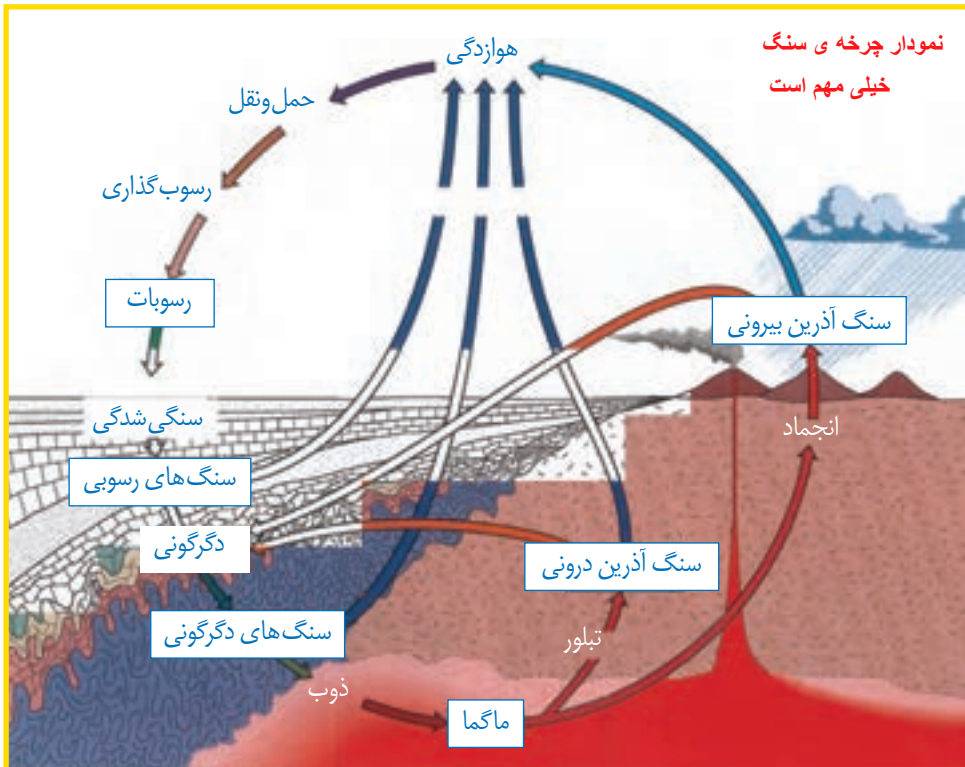 نمودار چرخه ی سنگ
خیلی مهم است
هوازدگی
حمل‌ونقل
رسوب‌گذاری
رسوبات
سنگ آذرین بیرونی
سنگی‌شدگی
انجماد
سنگ‌های رسوبی
دگرگونی
سنگ آذرین درونی
سنگ‌های دگرگونی
تبلور
ذوب
ماگما